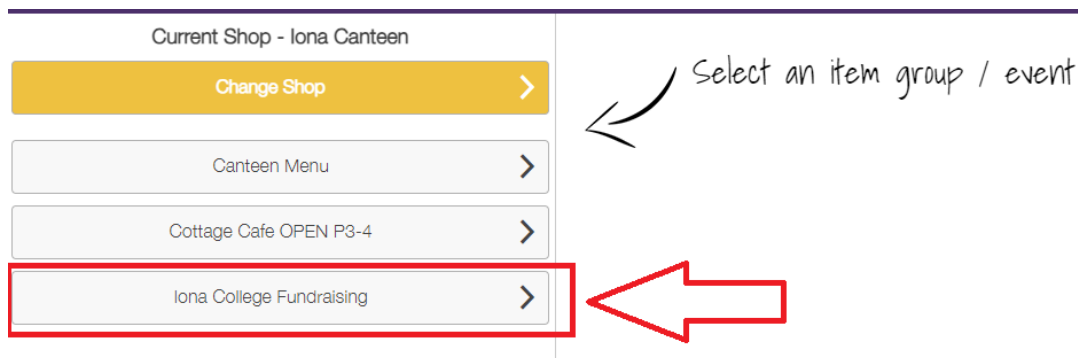 Current Shop - Iona Canteen
Change Shop
Select an item group / event
Canteen Menu
Cottage Cafe OPEN P3-4
Iona College Fundraising